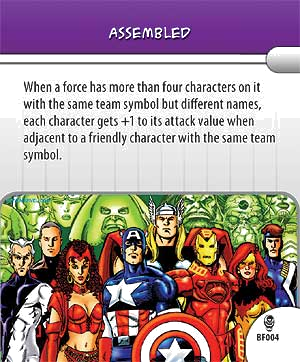 ASSEMBLED
When a force has more than four characters on it
with the same team symbol but different names,
each character gets +1 to its attack value when
adjacent to a friendly character with the same team
symbol.
BF004